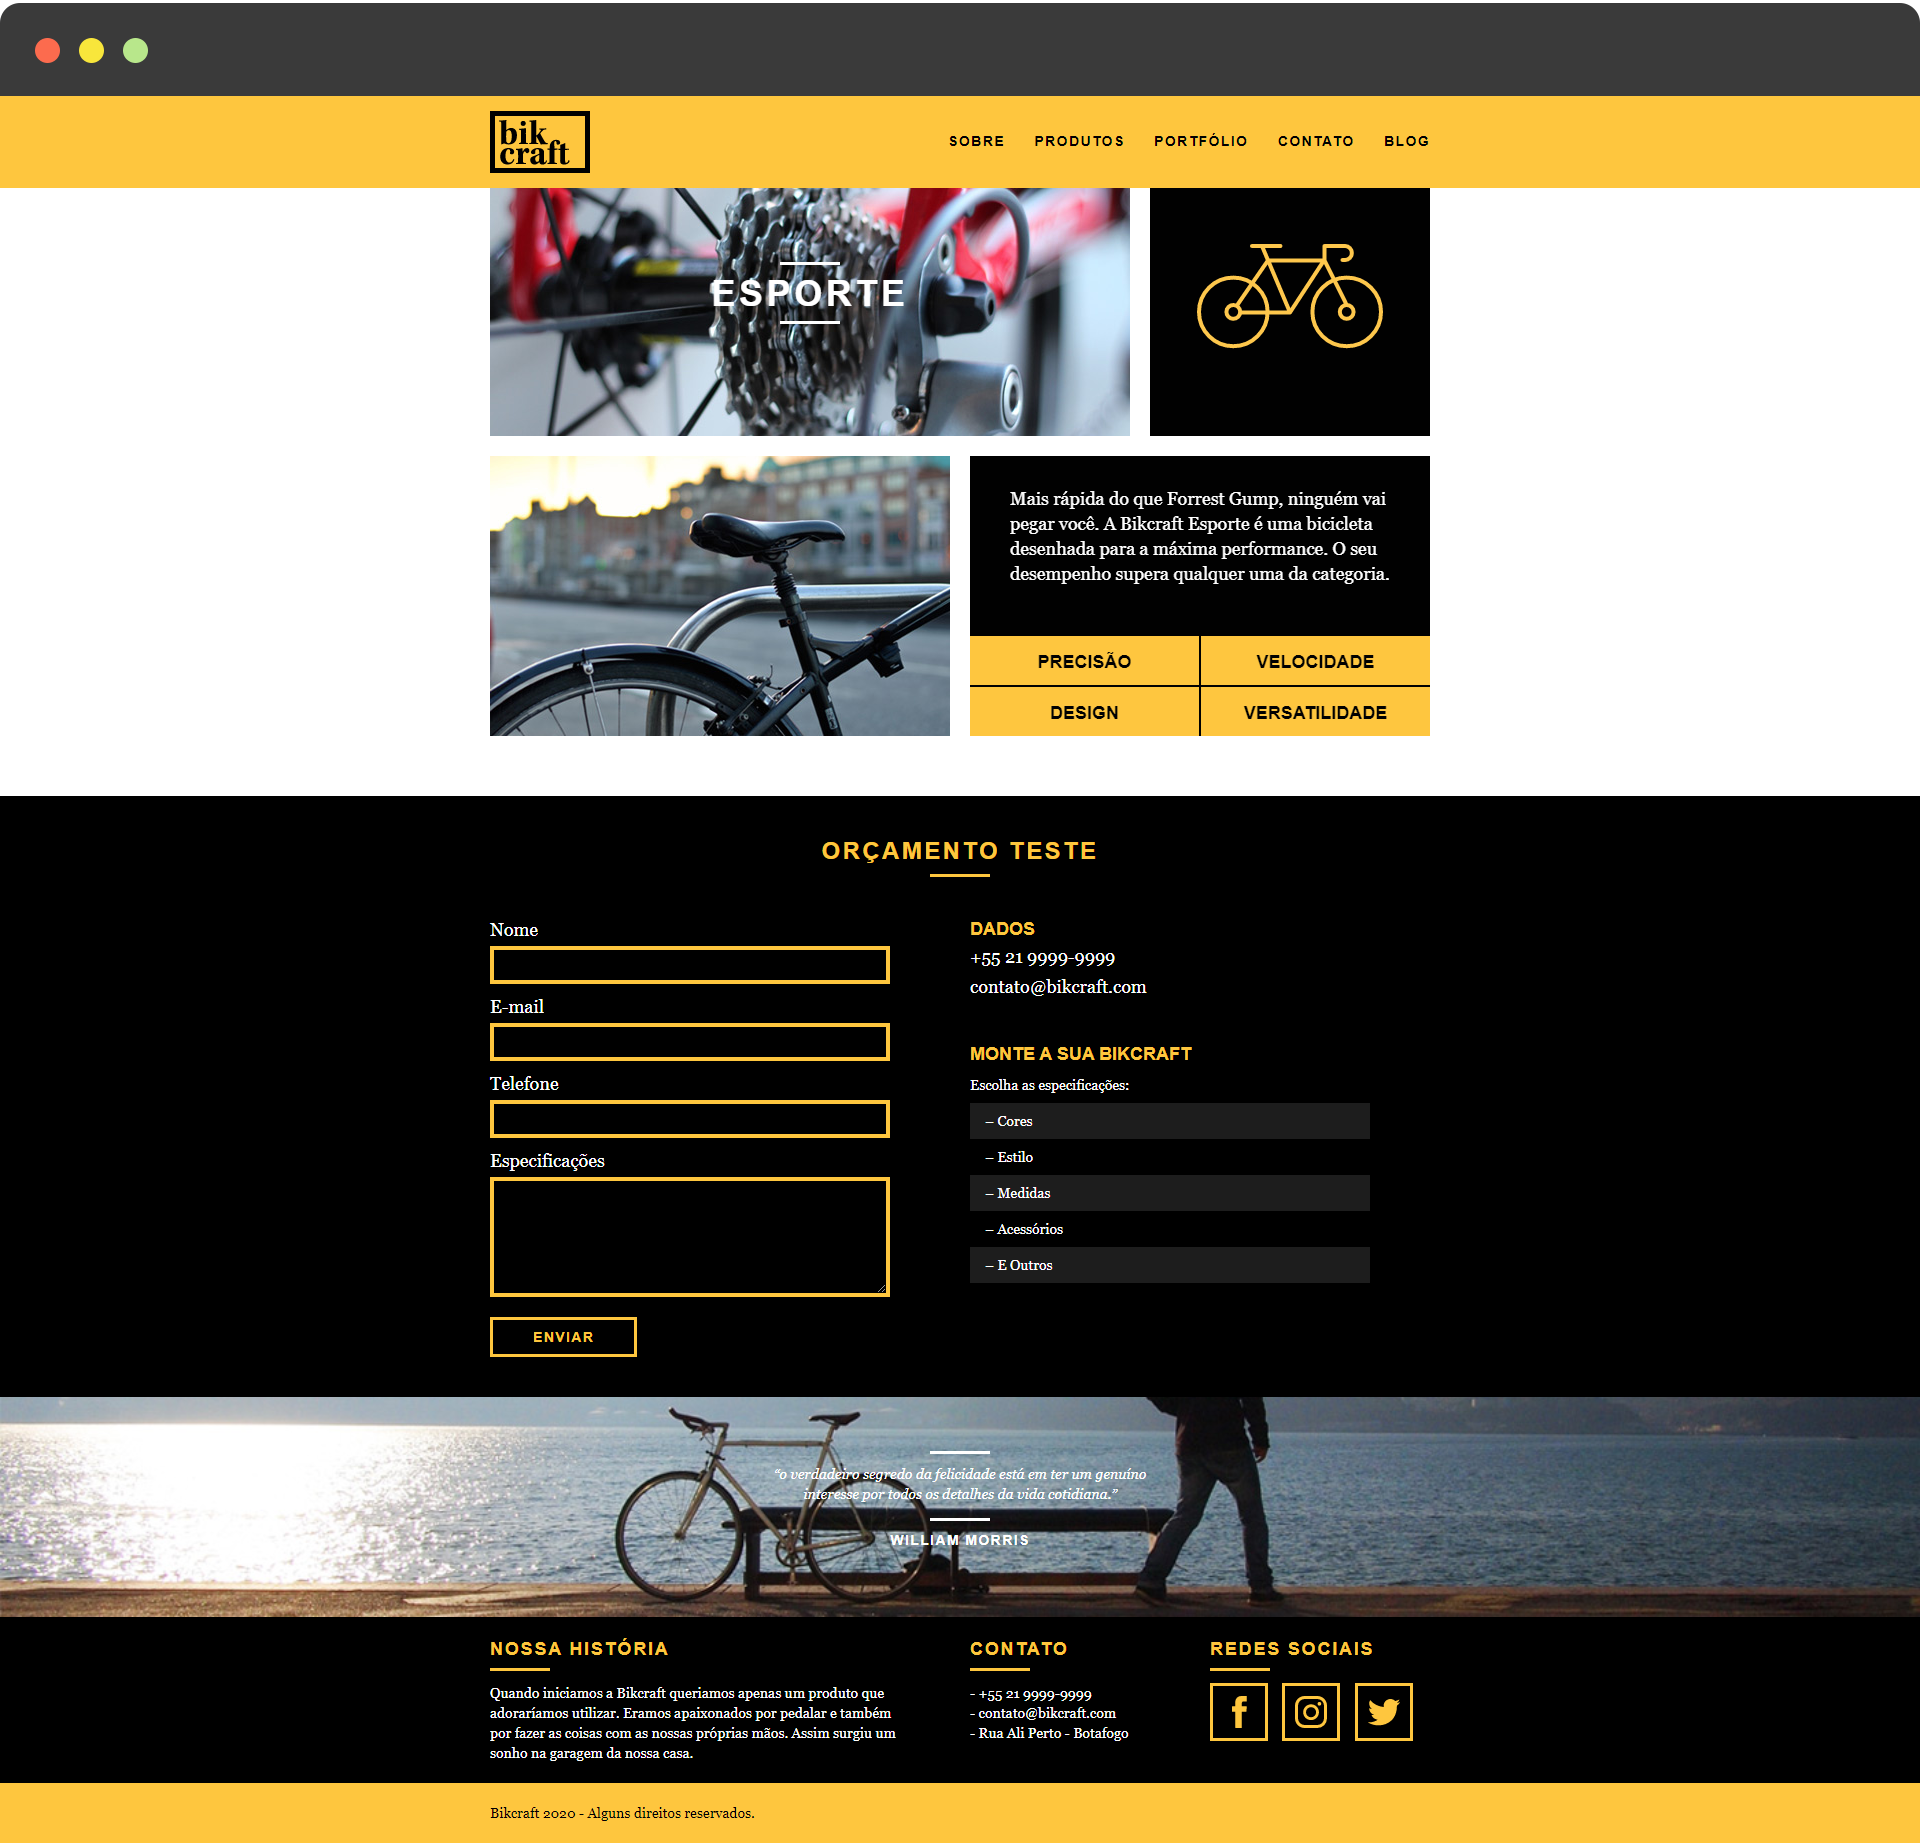 bik
craft
SOBRE PRODUTOS PORTFÓLIO CONTATO BLOG
ESPORTE
Mais rápida do que Forrest Gump, ninguém vai
pegar você. A Bikcraft Esporte é uma bicicleta
desenhada para a máxima performance. O seu
desempenho supera qualquer uma da categoria.
PRECISÃO VELOCIDADE
DESIGN VERSATILIDADE
ORÇAMENTO TESTE
Nome
E-mail
Telefone
Especificações
ENVIAR
DADOS
+55 21 9999-9999
contato@bikcraft.com
MONTE A SUA BIKCRAFT
Escolha as especificações:
– Cores
– Estilo
– Medidas
– Acessórios
– E Outros
“o verdadeiro segredo da felicidade está em ter um genuíno
interesse por todos os detalhes da vida cotidiana.”
WILLIAM MORRIS
NOSSA HISTÓRIA
Quando iniciamos a Bikcraft queriamos apenas um produto que
adoraríamos utilizar. Eramos apaixonados por pedalar e também
por fazer as coisas com as nossas próprias mãos. Assim surgiu um
sonho na garagem da nossa casa.
CONTATO
- +55 21 9999-9999
- contato@bikcraft.com
- Rua Ali Perto - Botafogo
REDES SOCIAIS
Bikcraft 2020 - Alguns direitos reservados.